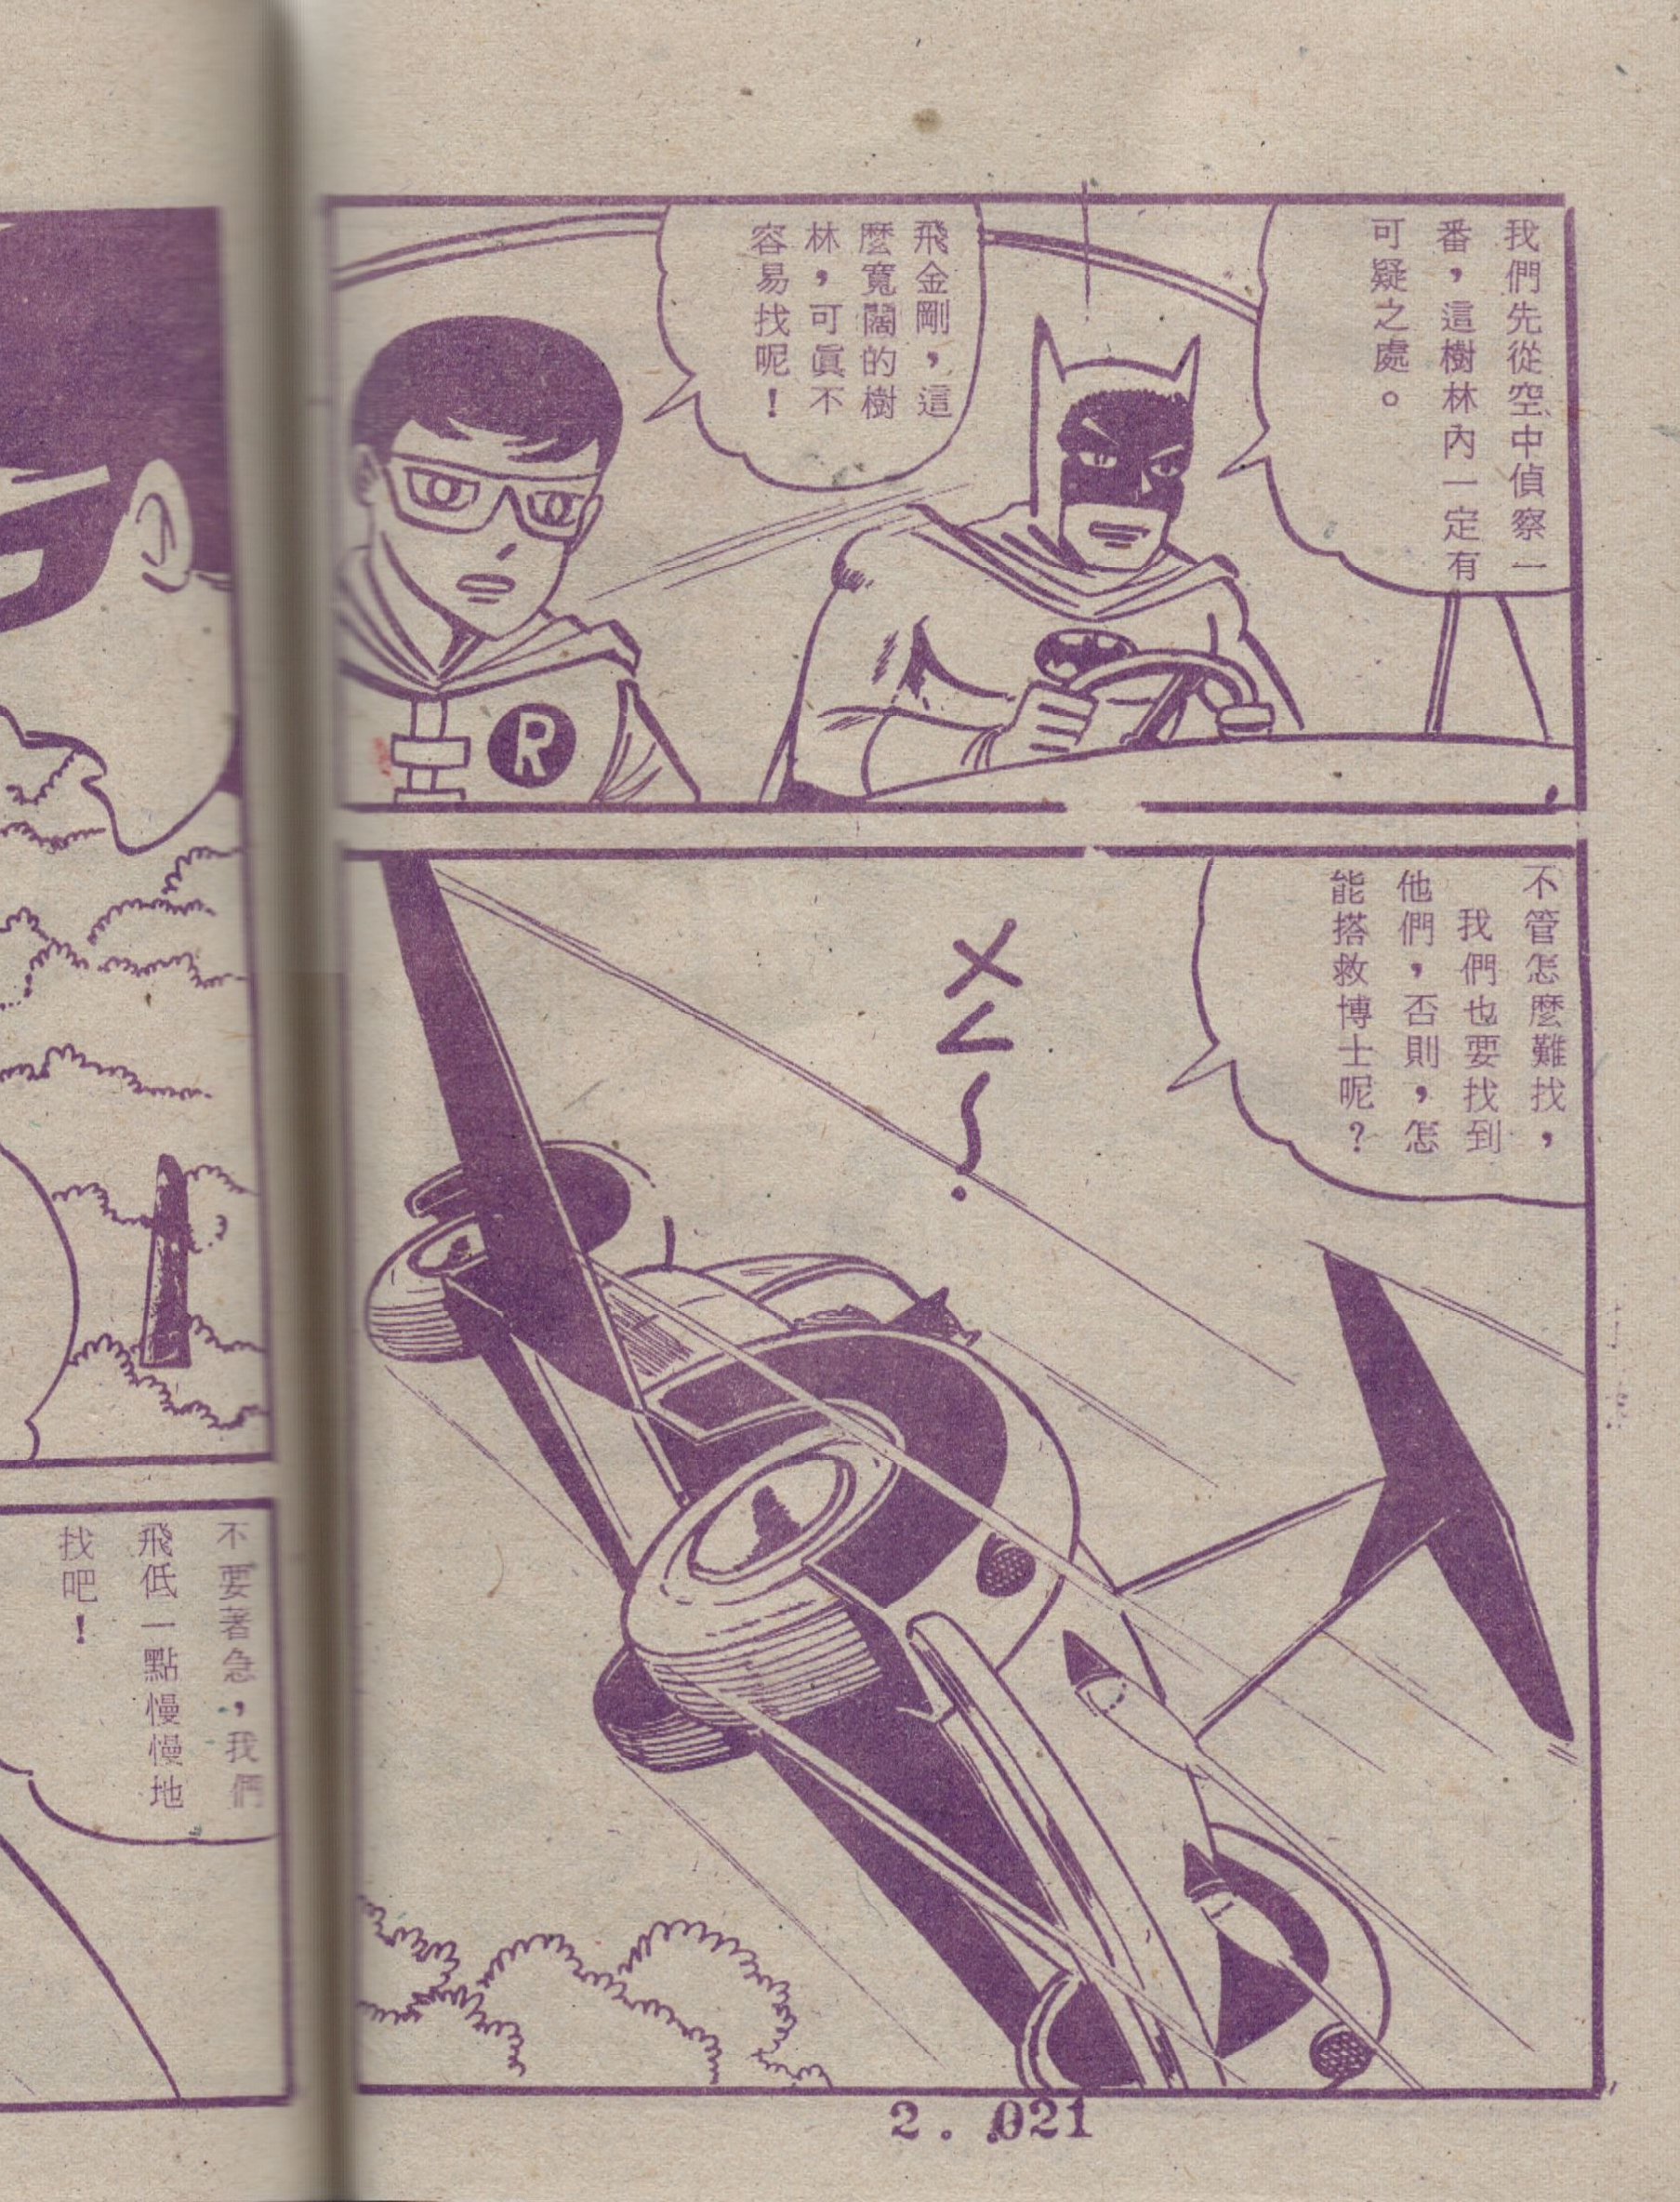 我們先從空中偵察一
番，這樹林內一定有
可疑之處。
飛金剛，這
麼寬闊的樹
林，可眞不
容易找呢！
R
不管怎麼難找，
我們也要找到
他們，否則，怎
能搭救博士呢？
ㄨㄥ～
2.021
不要著急，我們
飛低一點慢慢地
找吧！